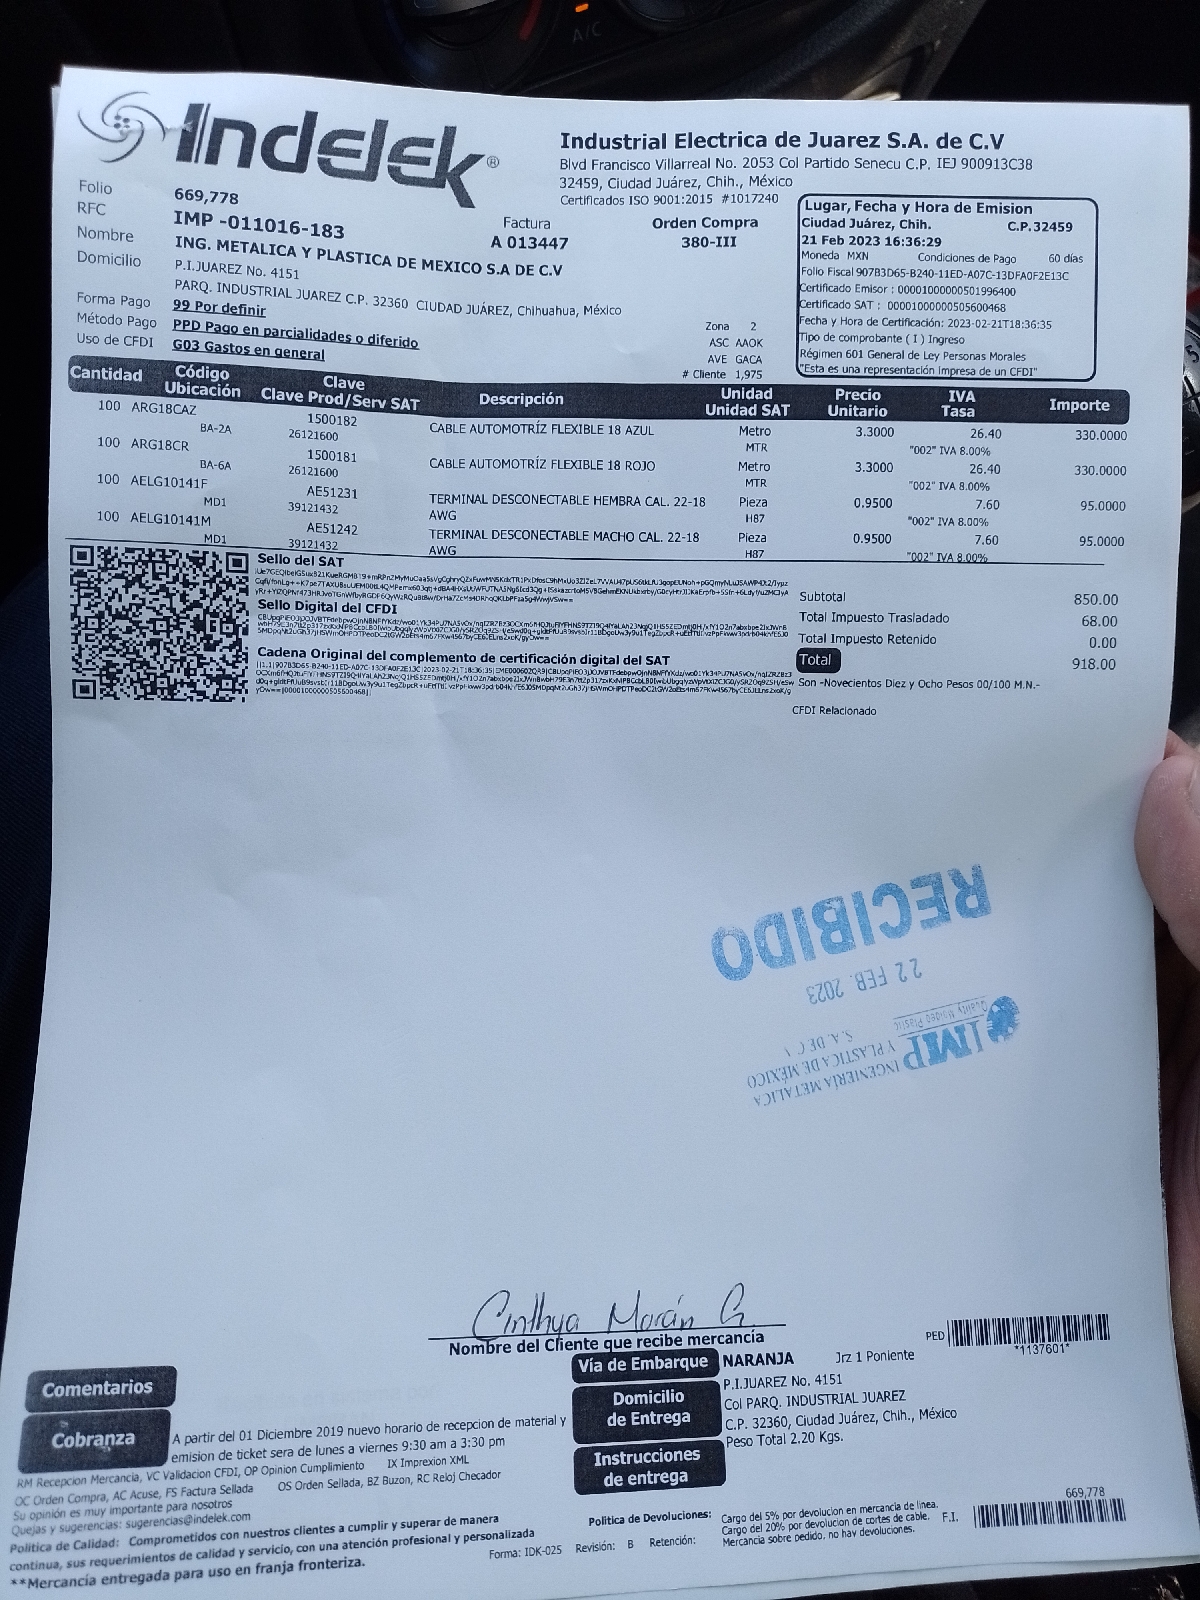 Indelek®
Industrial Electrica de Juarez S.A. de C.V
Blvd Francisco Villarreal No. 2053 Col Partido Senecu C.P. IEJ 900913C38
32459, Ciudad Juárez, Chih., México
Certificados ISO 9001:2015 #1017240
Folio 669,778
RFC IMP -011016-183
Nombre ING. METALICA Y PLASTICA DE MEXICO S.A DE C.V
Domicilio P.I.JUAREZ No. 4151
PARQ. INDUSTRIAL JUAREZ C.P. 32360 CIUDAD JUÁREZ, Chihuahua, México
Forma Pago 99 Por definir
Método Pago PPD Pago en parcialidades o diferido
Uso de CFDI G03 Gastos en general
Factura
A 013447
Orden Compra
380-III
Zona 2
ASC AAOK
AVE GACA
# Cliente 1,975
Lugar, Fecha y Hora de Emision
Ciudad Juárez, Chih. C.P.32459
21 Feb 2023 16:36:29
Moneda MXN Condiciones de Pago 60 días
Folio Fiscal 907B3D65-B240-11ED-A07C-13DFA0F2E13C
Certificado Emisor : 00001000000501996400
Certificado SAT : 00001000000505600468
Fecha y Hora de Certificación: 2023-02-21T18:36:35
Tipo de comprobante ( I ) Ingreso
Régimen 601 General de Ley Personas Morales
"Esta es una representación impresa de un CFDI"
Cantidad Código Ubicación Clave Clave Prod/Serv SAT Descripción Unidad Unidad SAT Precio Unitario IVA Tasa Importe
100 ARG18CAZ 1500182 CABLE AUTOMOTRÍZ FLEXIBLE 18 AZUL Metro 3.3000 26.40 330.0000
BA-2A 26121600 MTR "002" IVA 8.00%
100 ARG18CR 1500181 CABLE AUTOMOTRÍZ FLEXIBLE 18 ROJO Metro 3.3000 26.40 330.0000
BA-6A 26121600 MTR "002" IVA 8.00%
100 AELG10141F AE51231 TERMINAL DESCONECTABLE HEMBRA CAL. 22-18 Pieza 0.9500 7.60 95.0000
MD1 39121432 AWG H87 "002" IVA 8.00%
100 AELG10141M AE51242 TERMINAL DESCONECTABLE MACHO CAL. 22-18 Pieza 0.9500 7.60 95.0000
MD1 39121432 AWG H87 "002" IVA 8.00%
Sello del SAT
Sello Digital del CFDI
Cadena Original del complemento de certificación digital del SAT
Subtotal 850.00
Total Impuesto Trasladado 68.00
Total Impuesto Retenido 0.00
Total 918.00
Son -Novecientos Diez y Ocho Pesos 00/100 M.N.-
CFDI Relacionado
RECIBIDO
22 FEB. 2023
IMP
Quality Molded Plastic
INGENIERÍA METALICA
Y PLASTICA DE MÉXICO
S.A. DE C.V.
Cinthya Morán G.
Nombre del Cliente que recibe mercancía
PED *1137601*
Vía de Embarque NARANJA Jrz 1 Poniente
Domicilio de Entrega P.I.JUAREZ No. 4151
Col PARQ. INDUSTRIAL JUAREZ
C.P. 32360, Ciudad Juárez, Chih., México
Peso Total 2.20 Kgs.
Instrucciones de entrega
Comentarios
Cobranza
A partir del 01 Diciembre 2019 nuevo horario de recepcion de material y
emision de ticket sera de lunes a viernes 9:30 am a 3:30 pm
RM Recepcion Mercancia, VC Validacion CFDI, OP Opinion Cumplimiento IX Imprexion XML
OC Orden Compra, AC Acuse, FS Factura Sellada OS Orden Sellada, BZ Buzon, RC Reloj Checador
Su opinión es muy importante para nosotros
Quejas y sugerencias: sugerencias@indelek.com
Politica de Calidad: Comprometidos con nuestros clientes a cumplir y superar de manera
continua, sus requerimientos de calidad y servicio, con una atención profesional y personalizada
**Mercancía entregada para uso en franja fronteriza.
Forma: IDK-025 Revisión: B Retención:
Politica de Devoluciones: Cargo del 5% por devolucion en mercancia de linea.
Cargo del 20% por devolucion de cortes de cable.
Mercancia sobre pedido, no hay devoluciones.
F.I. 669,778